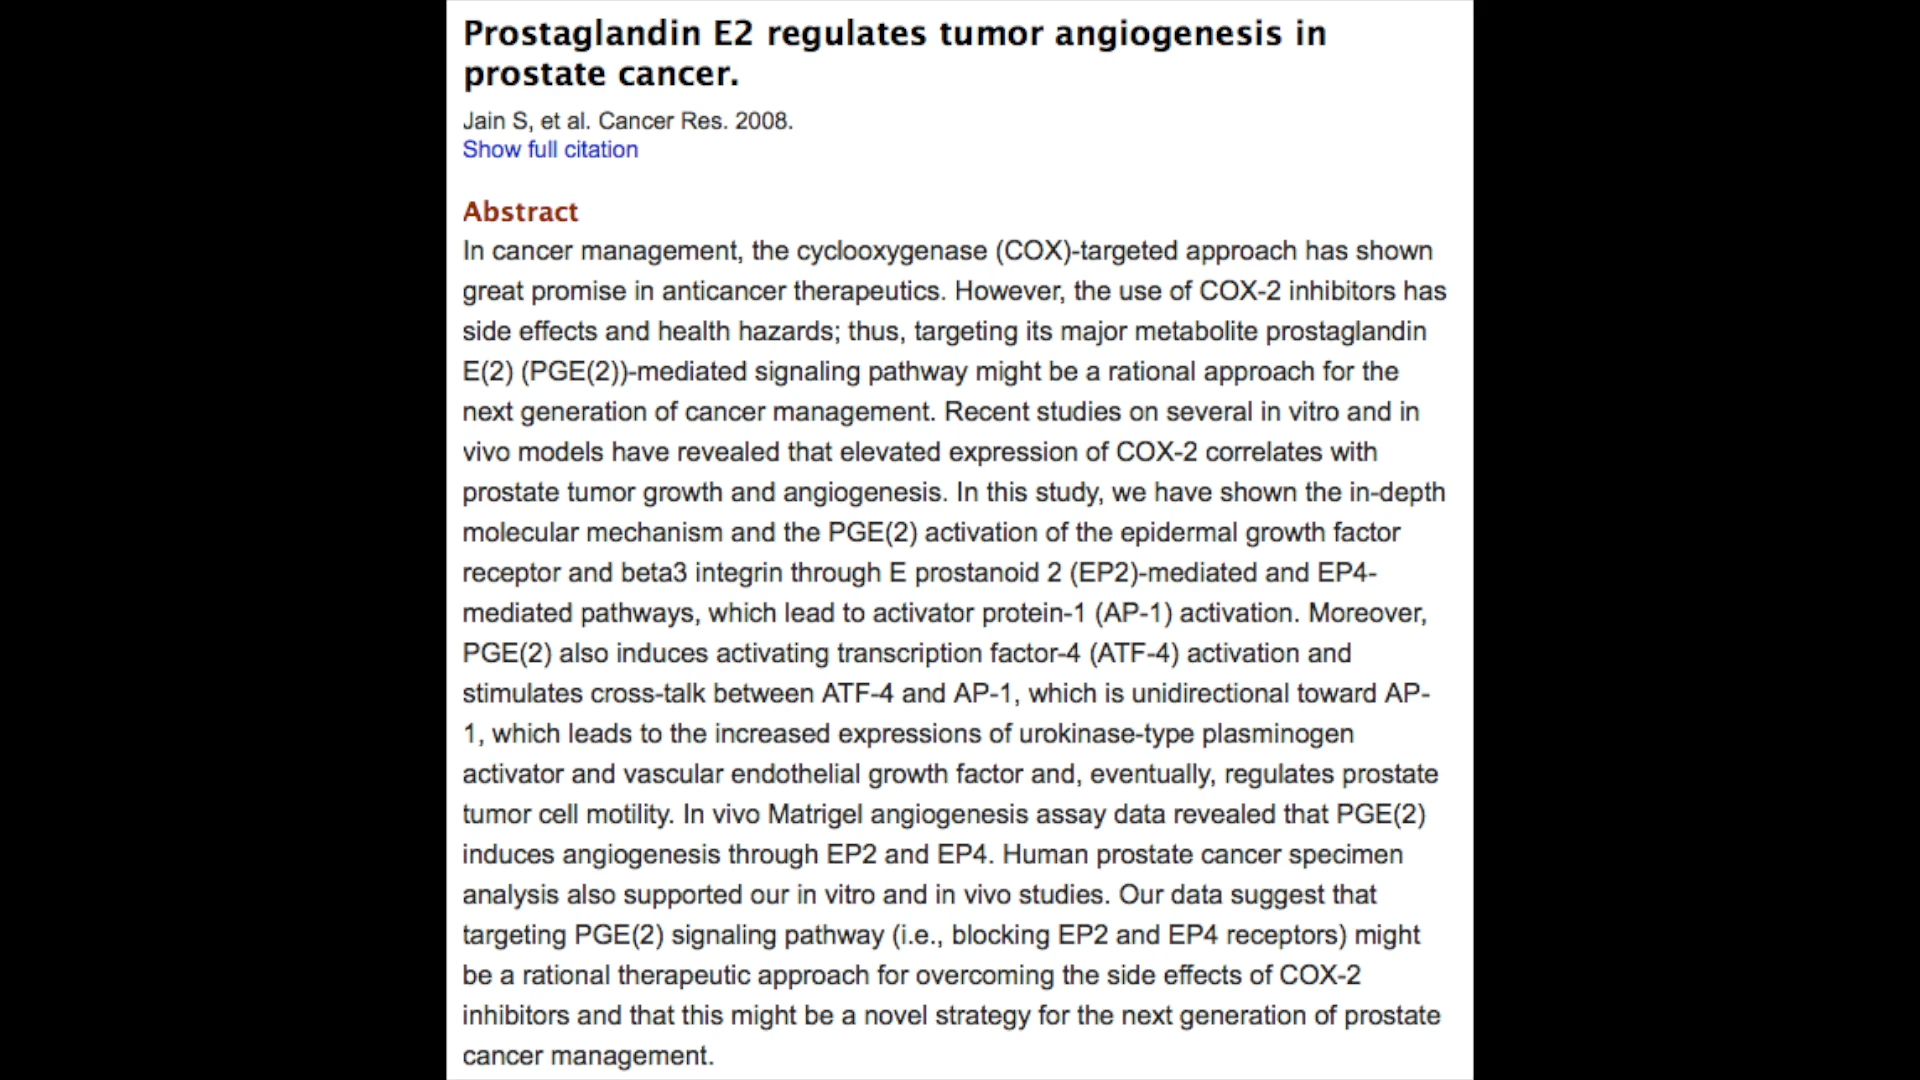 Prostaglandin E2 regulates tumor angiogenesis in
prostate cancer.
Jain S, et al. Cancer Res. 2008.
Show full citation
Abstract
In cancer management, the cyclooxygenase (COX)-targeted approach has shown
great promise in anticancer therapeutics. However, the use of COX-2 inhibitors has
side effects and health hazards; thus, targeting its major metabolite prostaglandin
E(2) (PGE(2))-mediated signaling pathway might be a rational approach for the
next generation of cancer management. Recent studies on several in vitro and in
vivo models have revealed that elevated expression of COX-2 correlates with
prostate tumor growth and angiogenesis. In this study, we have shown the in-depth
molecular mechanism and the PGE(2) activation of the epidermal growth factor
receptor and beta3 integrin through E prostanoid 2 (EP2)-mediated and EP4-
mediated pathways, which lead to activator protein-1 (AP-1) activation. Moreover,
PGE(2) also induces activating transcription factor-4 (ATF-4) activation and
stimulates cross-talk between ATF-4 and AP-1, which is unidirectional toward AP-
1, which leads to the increased expressions of urokinase-type plasminogen
activator and vascular endothelial growth factor and, eventually, regulates prostate
tumor cell motility. In vivo Matrigel angiogenesis assay data revealed that PGE(2)
induces angiogenesis through EP2 and EP4. Human prostate cancer specimen
analysis also supported our in vitro and in vivo studies. Our data suggest that
targeting PGE(2) signaling pathway (i.e., blocking EP2 and EP4 receptors) might
be a rational therapeutic approach for overcoming the side effects of COX-2
inhibitors and that this might be a novel strategy for the next generation of prostate
cancer management.